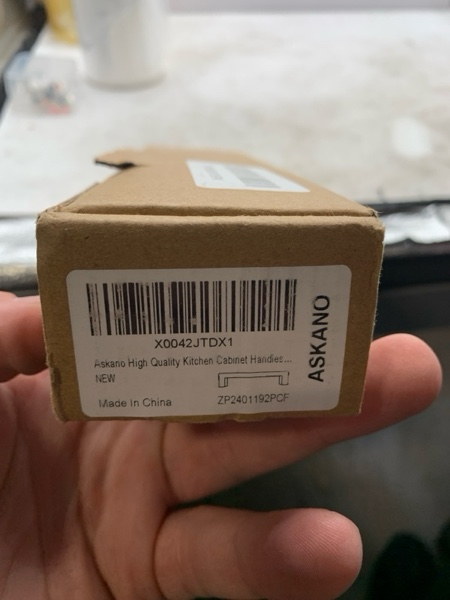 X0042JTDX1
Askano High Quality Kitchen Cabinet Handles...
NEW
Made in China
ZP2401192PCF
ASKANO